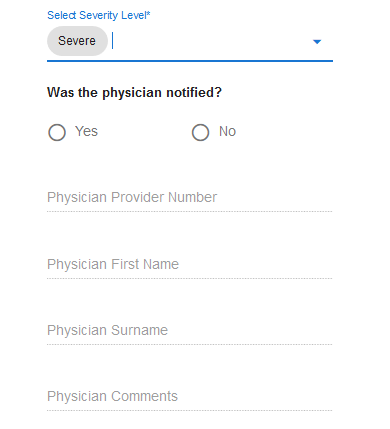 Select Severity Level*
Severe
Was the physician notified?
Yes No
Physician Provider Number
Physician First Name
Physician Surname
Physician Comments